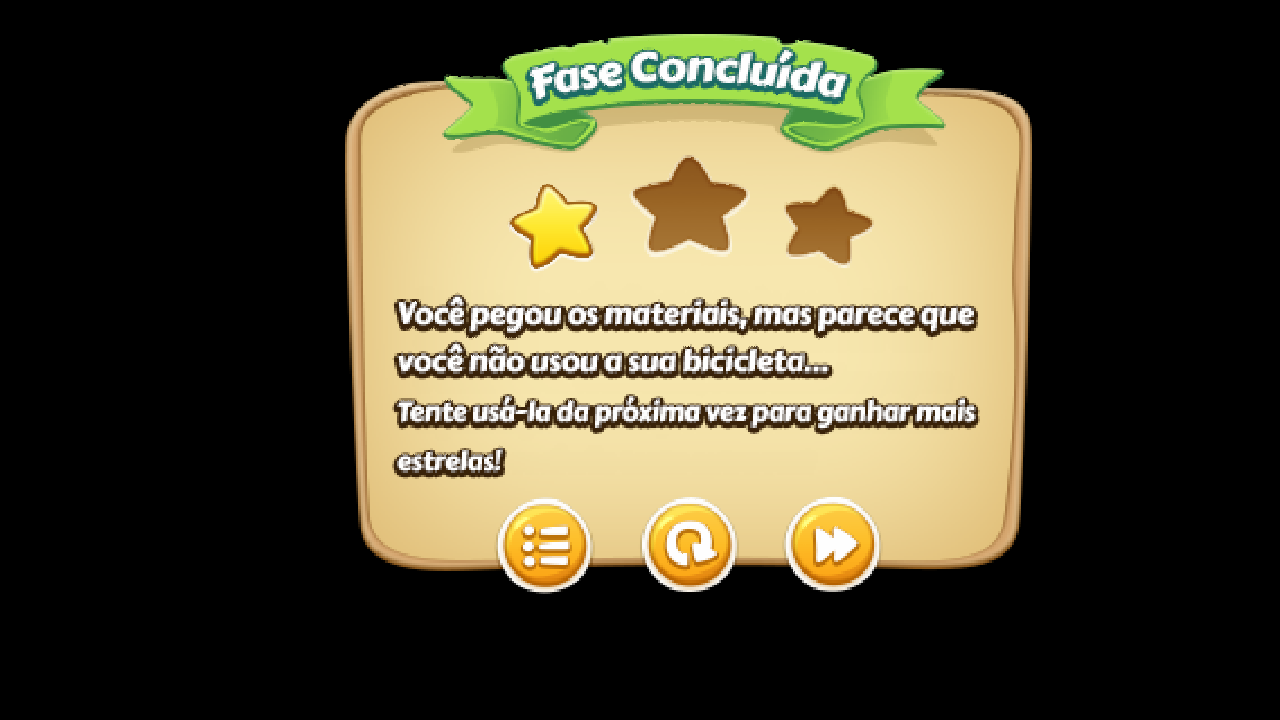 Fase Concluída
Você pegou os materiais, mas parece que
você não usou a sua bicicleta...
Tente usá-la da próxima vez para ganhar mais
estrelas!